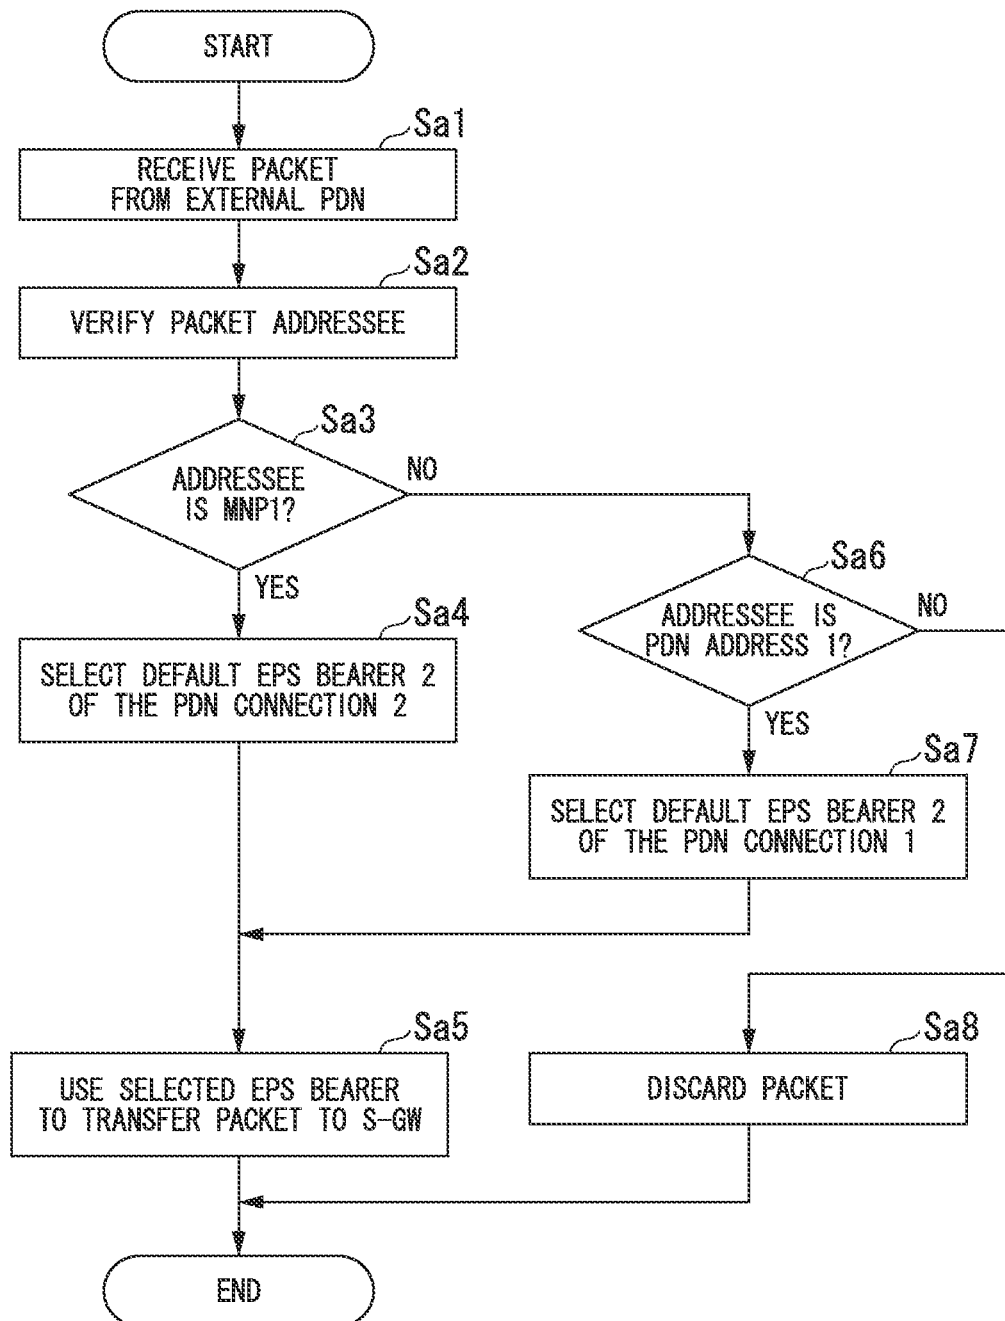 START
Sa1
RECEIVE PACKET
FROM EXTERNAL PDN
Sa2
VERIFY PACKET ADDRESSEE
Sa3
ADDRESSEE
IS MNP1?
NO
YES
Sa4
SELECT DEFAULT EPS BEARER 2
OF THE PDN CONNECTION 2
Sa6
ADDRESSEE IS
PDN ADDRESS 1?
NO
YES
Sa7
SELECT DEFAULT EPS BEARER 2
OF THE PDN CONNECTION 1
Sa5
USE SELECTED EPS BEARER
TO TRANSFER PACKET TO S-GW
Sa8
DISCARD PACKET
END